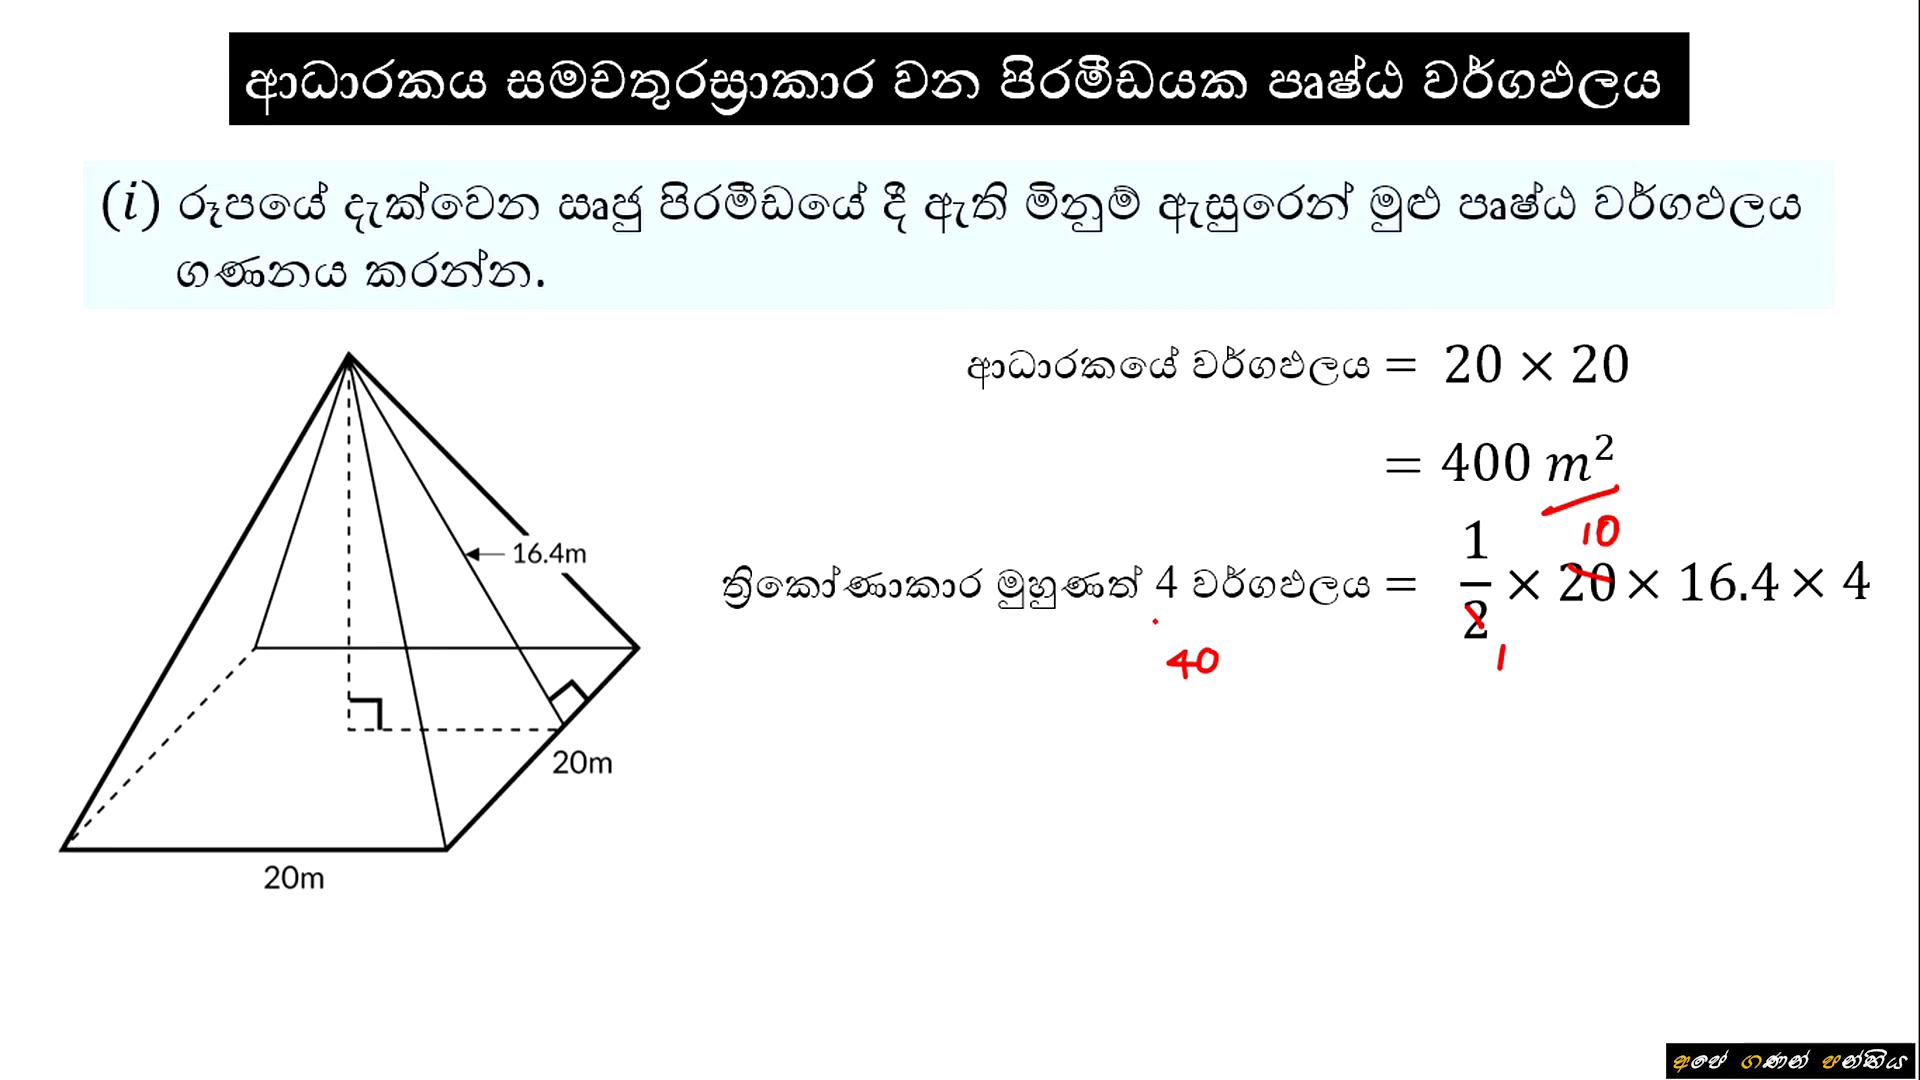 ආධාරකය සමචතුරස්‍රාකාර වන පිරමීඩයක පෘෂ්ඨ වර්ගඵලය
(i) රූපයේ දැක්වෙන සෘජු පිරමීඩයේ දී ඇති මිනුම් ඇසුරෙන් මුළු පෘෂ්ඨ වර්ගඵලය
ගණනය කරන්න.
ආධාරකයේ වර්ගඵලය = 20 × 20
= 400 m²
ත්‍රිකෝණාකාර මුහුණත් 4 වර්ගඵලය = 1/2 × 20 × 16.4 × 4
10
1
40
16.4m
20m
20m
අපේ ගණන් පන්තිය